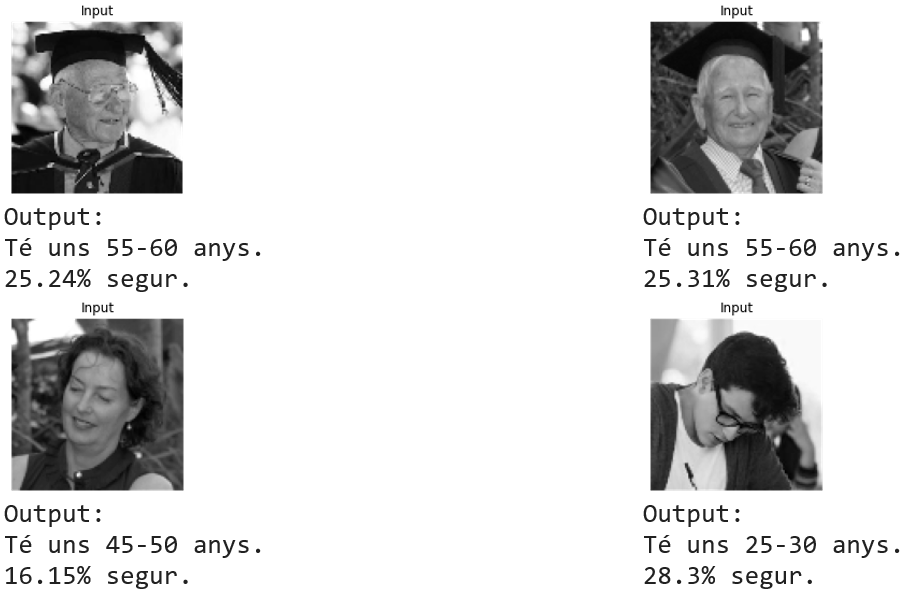 Input
Output:
Té uns 55-60 anys.
25.24% segur.
Input
Output:
Té uns 55-60 anys.
25.31% segur.
Input
Output:
Té uns 45-50 anys.
16.15% segur.
Input
Output:
Té uns 25-30 anys.
28.3% segur.